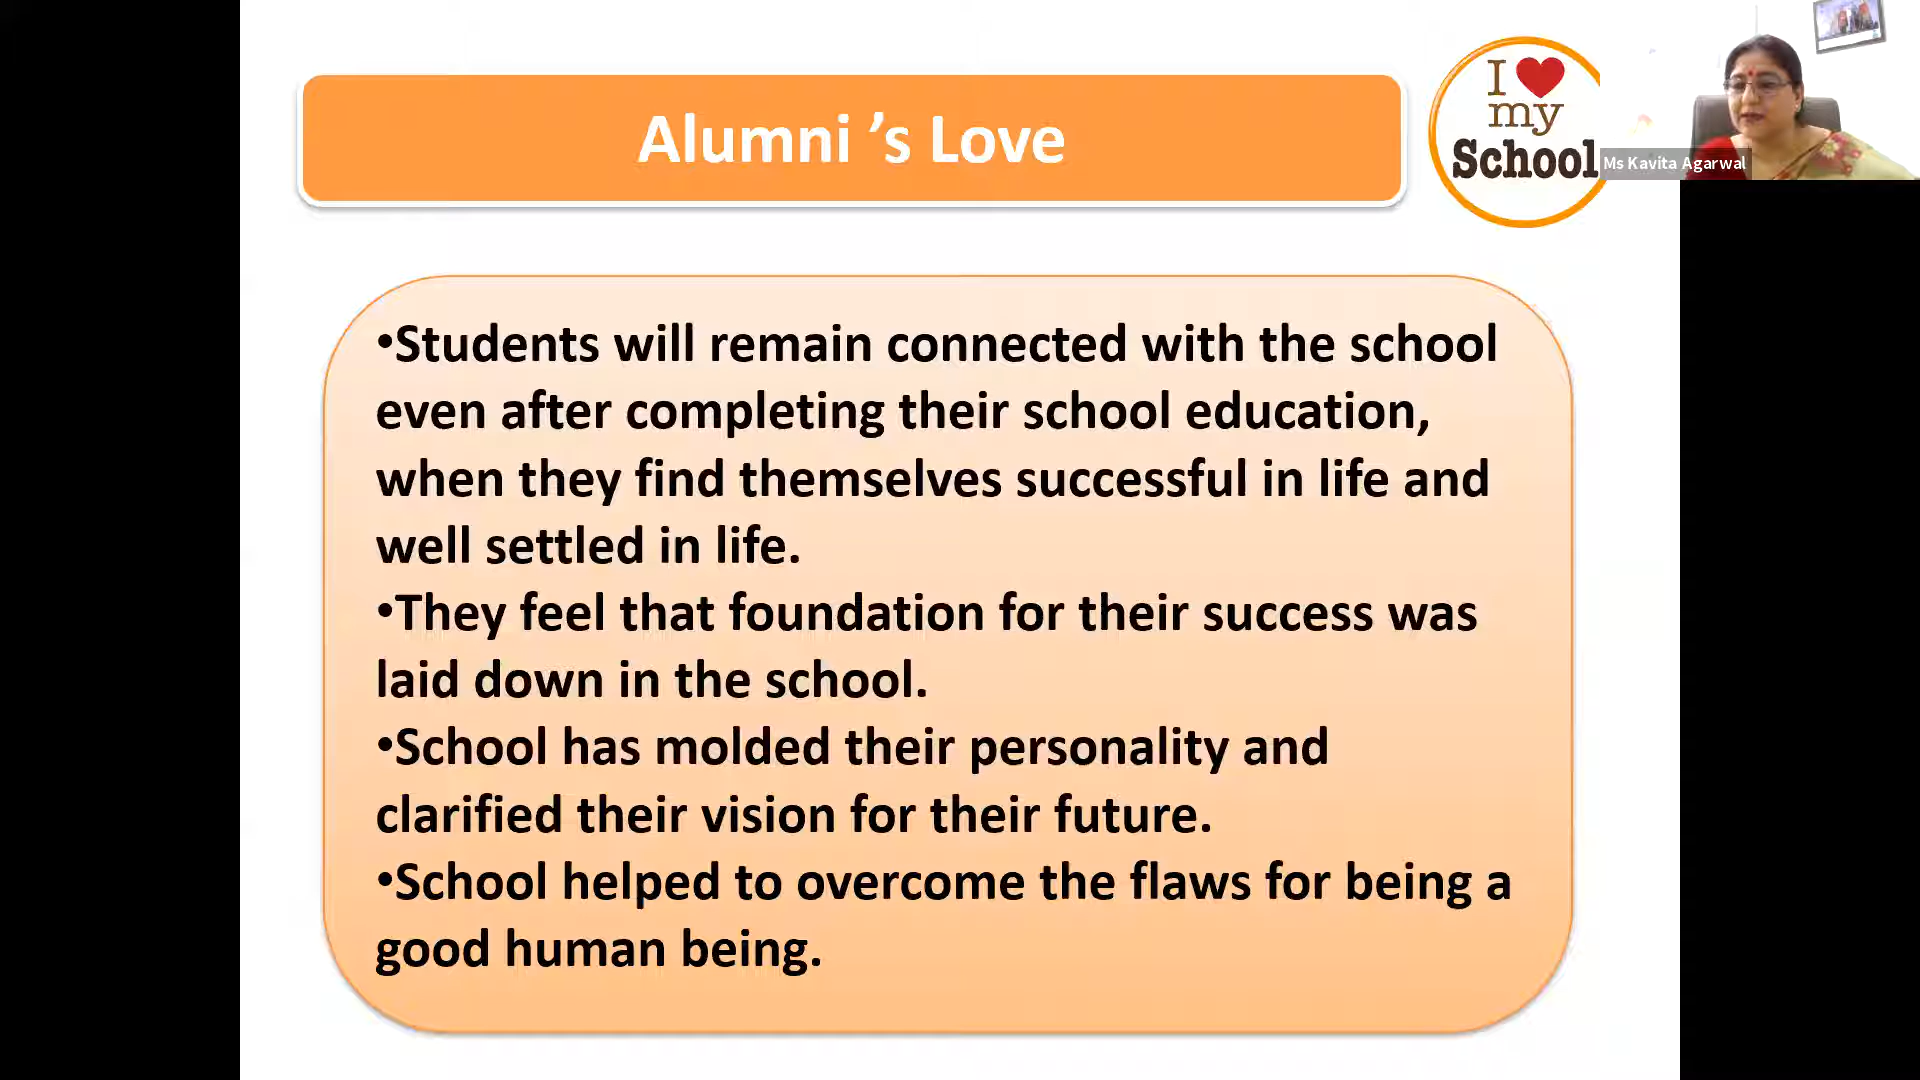 Alumni ’s Love
I
my
School
Ms Kavita Agarwal
•Students will remain connected with the school
even after completing their school education,
when they find themselves successful in life and
well settled in life.
•They feel that foundation for their success was
laid down in the school.
•School has molded their personality and
clarified their vision for their future.
•School helped to overcome the flaws for being a
good human being.